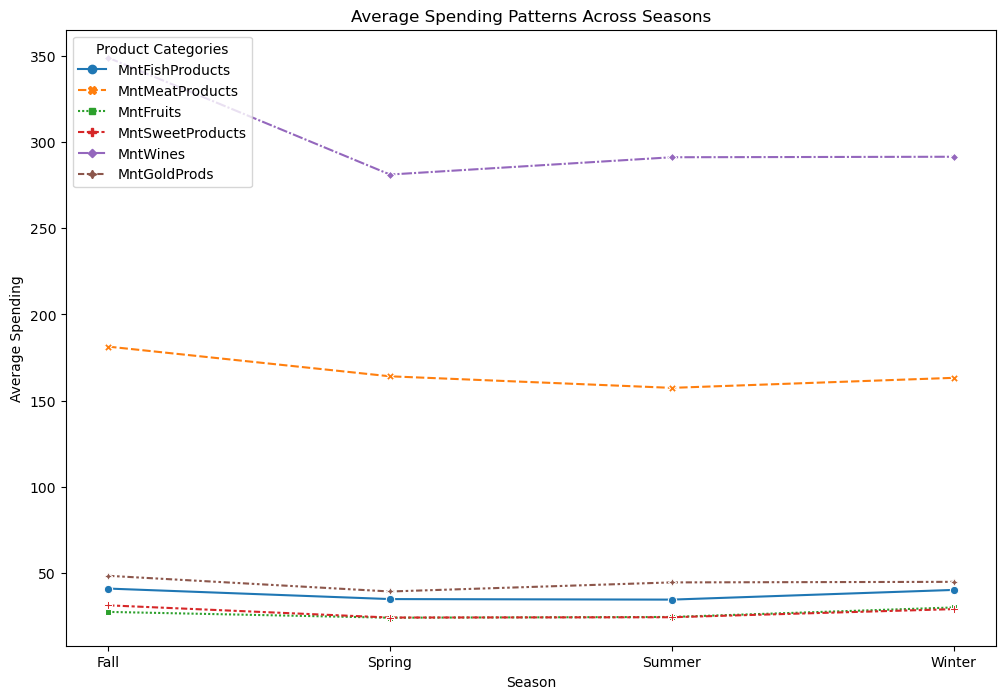 Average Spending Patterns Across Seasons
Product Categories
MntFishProducts
MntMeatProducts
MntFruits
MntSweetProducts
MntWines
MntGoldProds
350
300
250
200
150
100
50
Average Spending
Fall Spring Summer Winter
Season